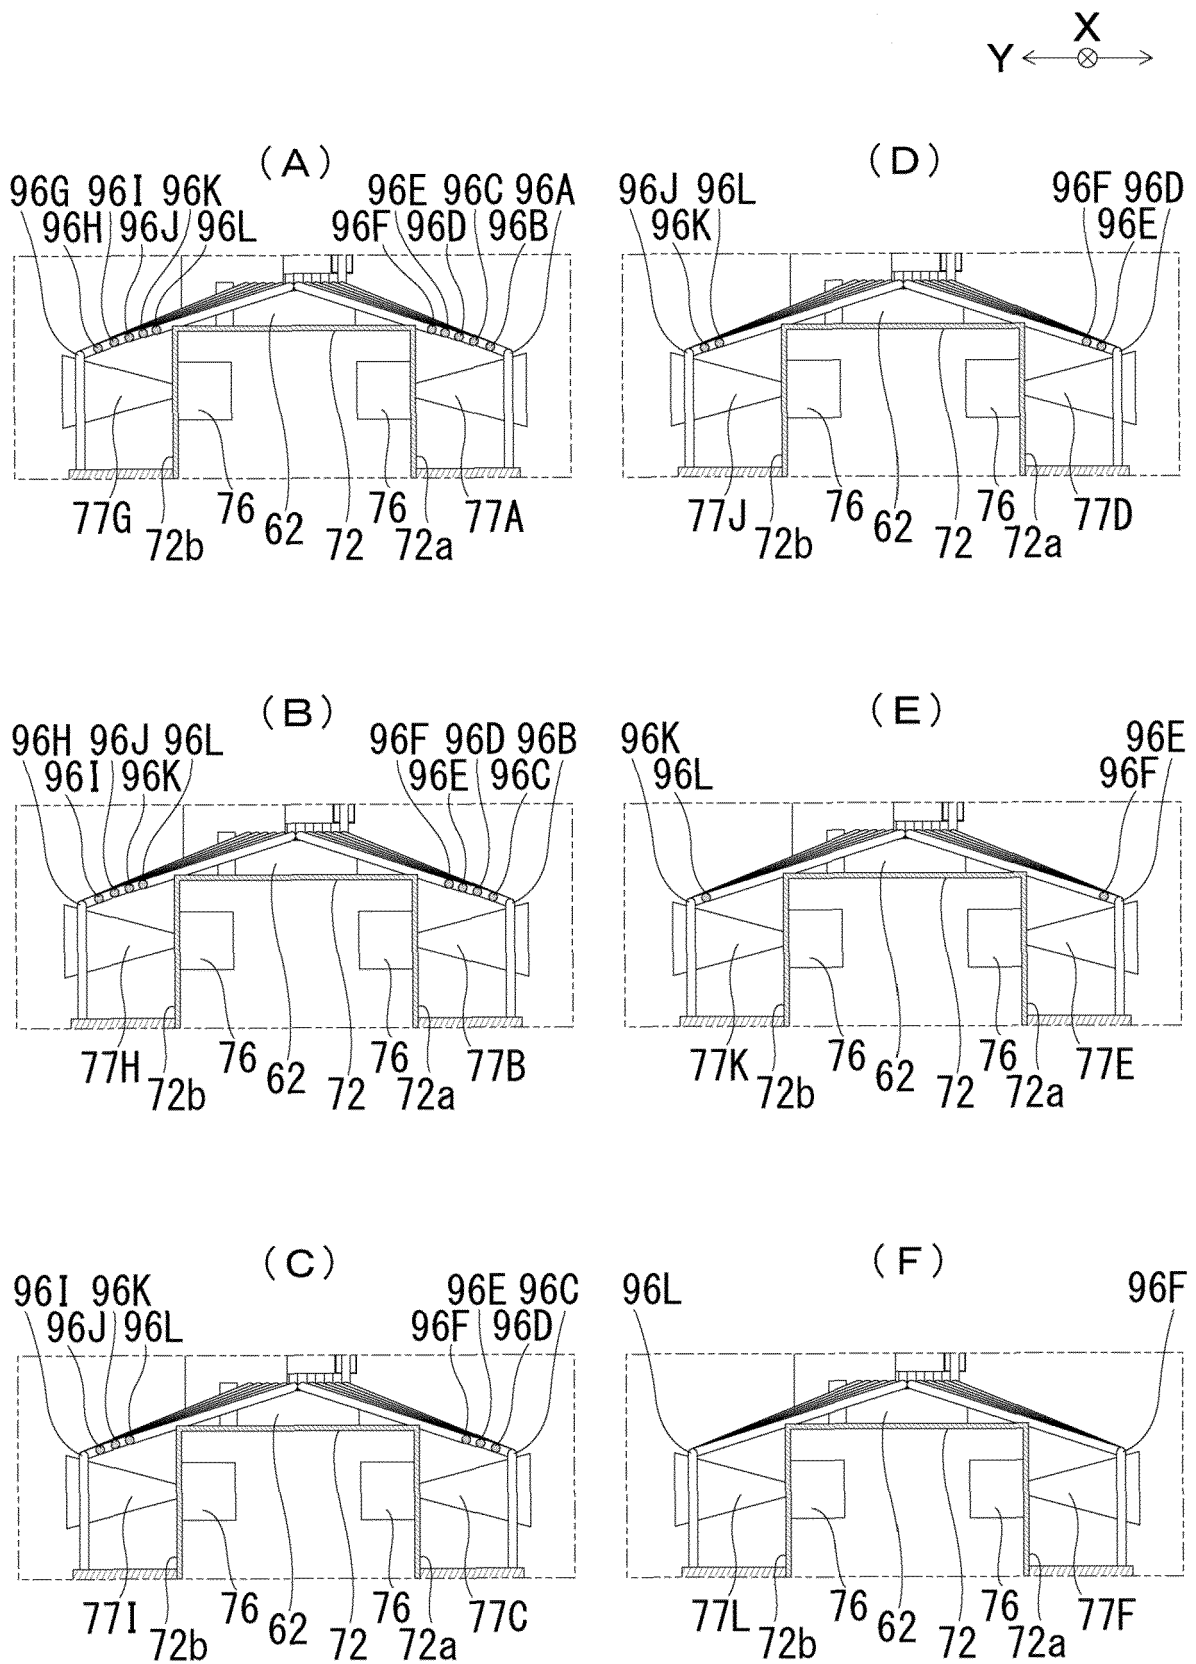 X
Y
(A)
96G 96I 96K 96E 96C 96A
96H 96J 96L 96F 96D 96B
77G 72b 76 62 72 76 72a 77A
(D)
96J 96L 96F 96D
96K 96E
77J 72b 76 62 72 76 72a 77D
(B)
96H 96J 96L 96F 96D 96B
96I 96K 96E 96C
77H 72b 76 62 72 76 72a 77B
(E)
96K 96E
96L 96F
77K 72b 76 62 72 76 72a 77E
(C)
96I 96K 96E 96C
96J 96L 96F 96D
77I 72b 76 62 72 76 72a 77C
(F)
96L 96F
77L 72b 76 62 72 76 72a 77F